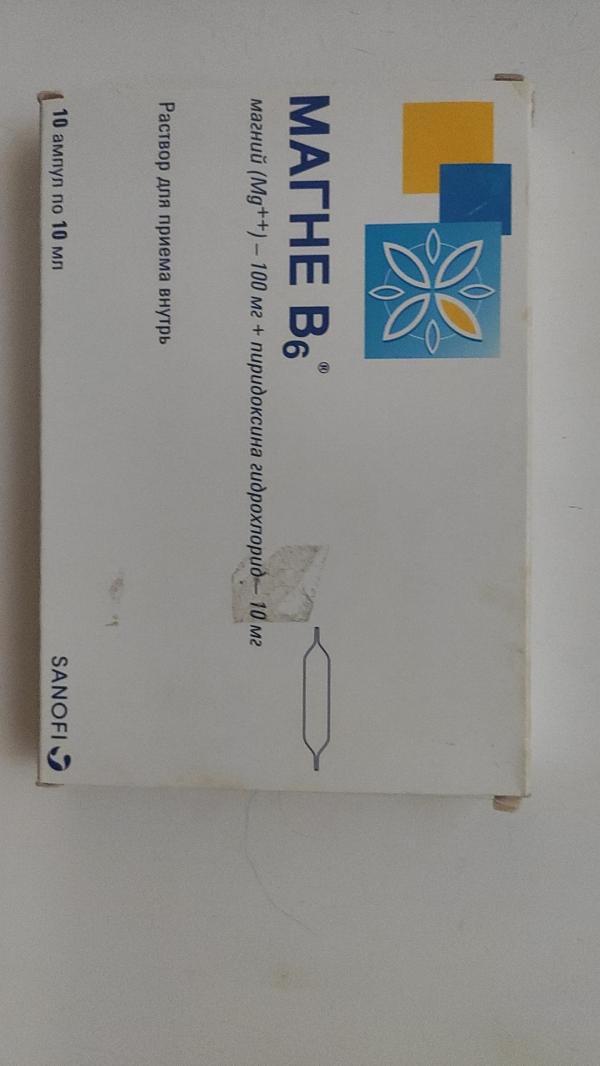 МАГНЕ B6®
магний (Mg++) – 100 мг + пиридоксина гидрохлорид – 10 мг
Раствор для приема внутрь
10 ампул по 10 мл
SANOFI